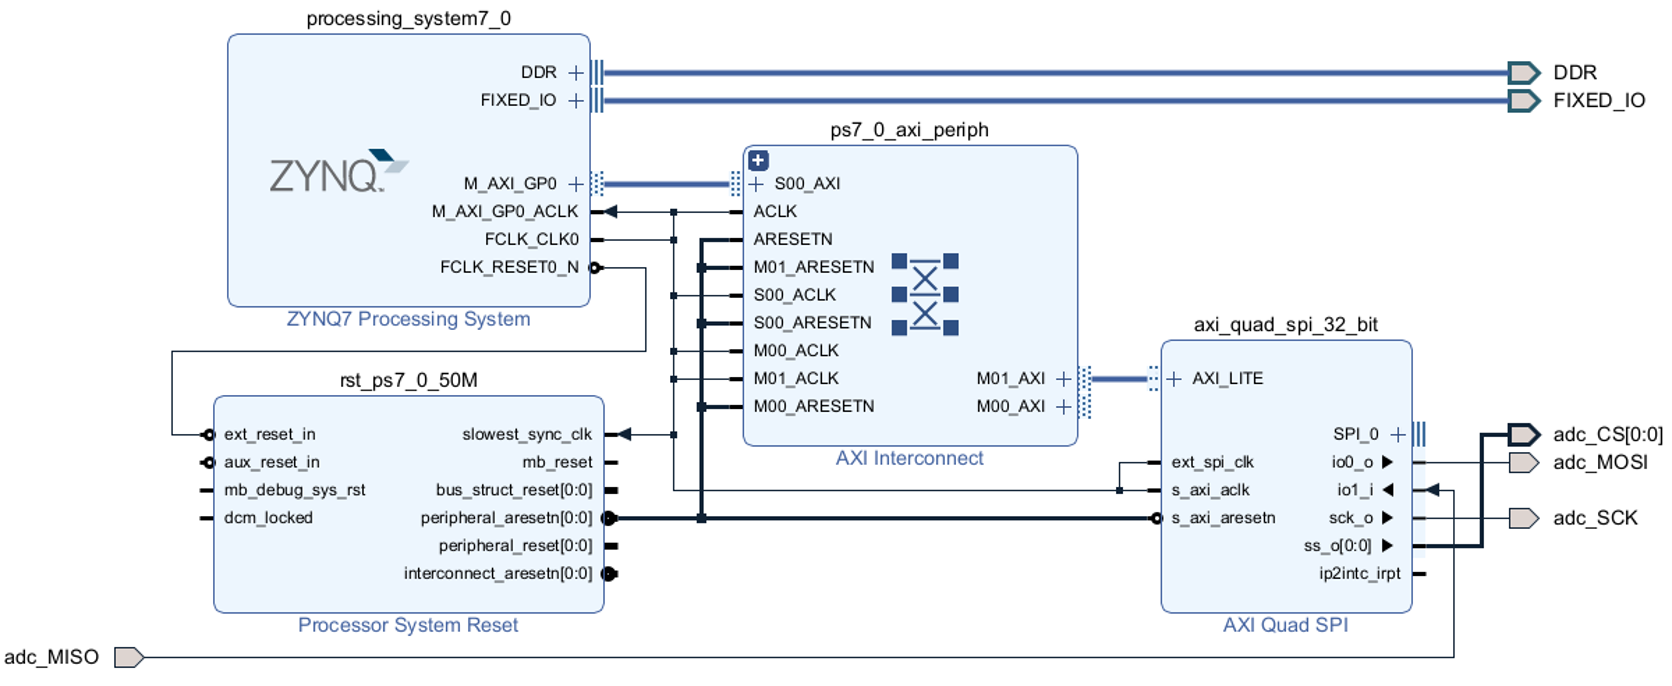 processing_system7_0
DDR
FIXED_IO
ZYNQ
M_AXI_GP0
M_AXI_GP0_ACLK
FCLK_CLK0
FCLK_RESET0_N
ZYNQ7 Processing System
DDR
FIXED_IO
ps7_0_axi_periph
S00_AXI
ACLK
ARESETN
M01_ARESETN
S00_ACLK
S00_ARESETN
M00_ACLK
M01_ACLK
M00_ARESETN
M01_AXI
M00_AXI
AXI Interconnect
rst_ps7_0_50M
ext_reset_in
aux_reset_in
mb_debug_sys_rst
dcm_locked
slowest_sync_clk
mb_reset
bus_struct_reset[0:0]
peripheral_aresetn[0:0]
peripheral_reset[0:0]
interconnect_aresetn[0:0]
Processor System Reset
axi_quad_spi_32_bit
AXI_LITE
ext_spi_clk
s_axi_aclk
s_axi_aresetn
SPI_0
io0_o
io1_i
sck_o
ss_o[0:0]
ip2intc_irpt
AXI Quad SPI
adc_CS[0:0]
adc_MOSI
adc_SCK
adc_MISO